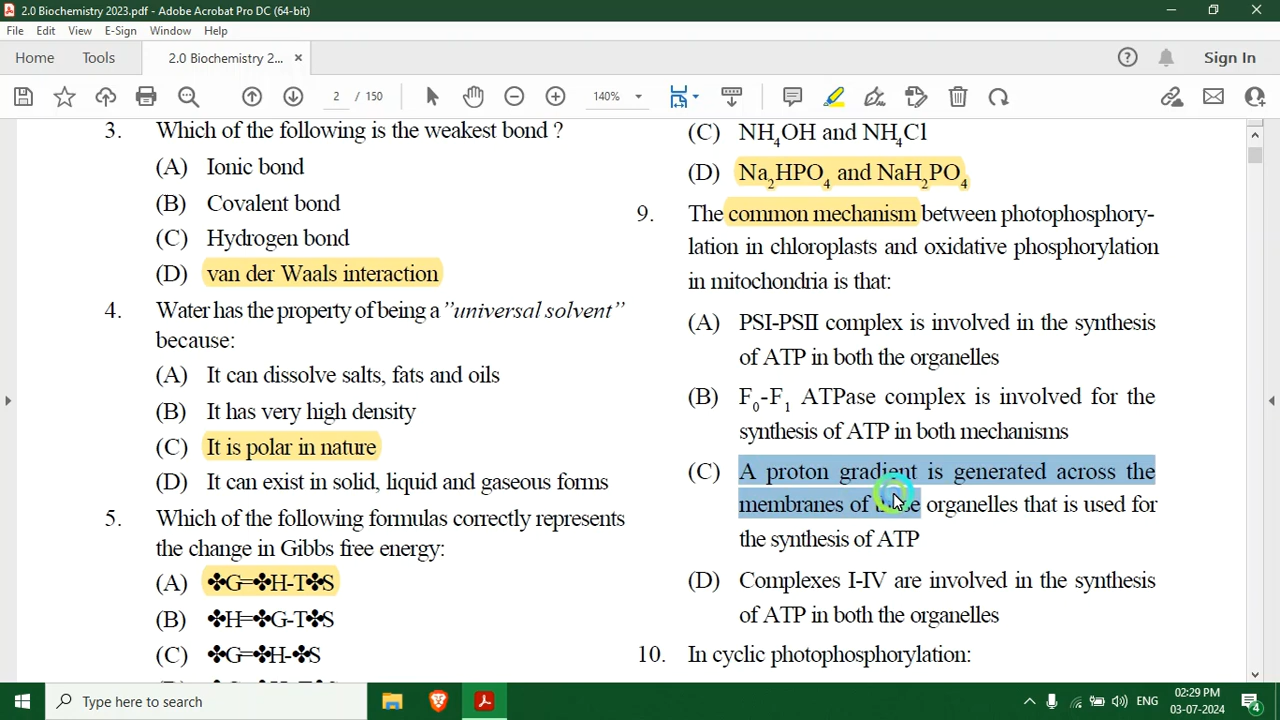 2.0 Biochemistry 2023.pdf - Adobe Acrobat Pro DC (64-bit)
File Edit View E-Sign Window Help
Home Tools 2.0 Biochemistry 2... × Sign In
2 / 150 140%
3. Which of the following is the weakest bond ?
(A) Ionic bond
(B) Covalent bond
(C) Hydrogen bond
(D) van der Waals interaction
4. Water has the property of being a ”universal solvent”
because:
(A) It can dissolve salts, fats and oils
(B) It has very high density
(C) It is polar in nature
(D) It can exist in solid, liquid and gaseous forms
5. Which of the following formulas correctly represents
the change in Gibbs free energy:
(A) ✤G=✤H-T✤S
(B) ✤H=✤G-T✤S
(C) ✤G=✤H-✤S
(C) NH₄OH and NH₄Cl
(D) Na₂HPO₄ and NaH₂PO₄
9. The common mechanism between photophosphory-
lation in chloroplasts and oxidative phosphorylation
in mitochondria is that:
(A) PSI-PSII complex is involved in the synthesis
of ATP in both the organelles
(B) F₀-F₁ ATPase complex is involved for the
synthesis of ATP in both mechanisms
(C) A proton gradient is generated across the
membranes of these organelles that is used for
the synthesis of ATP
(D) Complexes I-IV are involved in the synthesis
of ATP in both the organelles
10. In cyclic photophosphorylation:
Type here to search
ENG
02:29 PM
03-07-2024
4